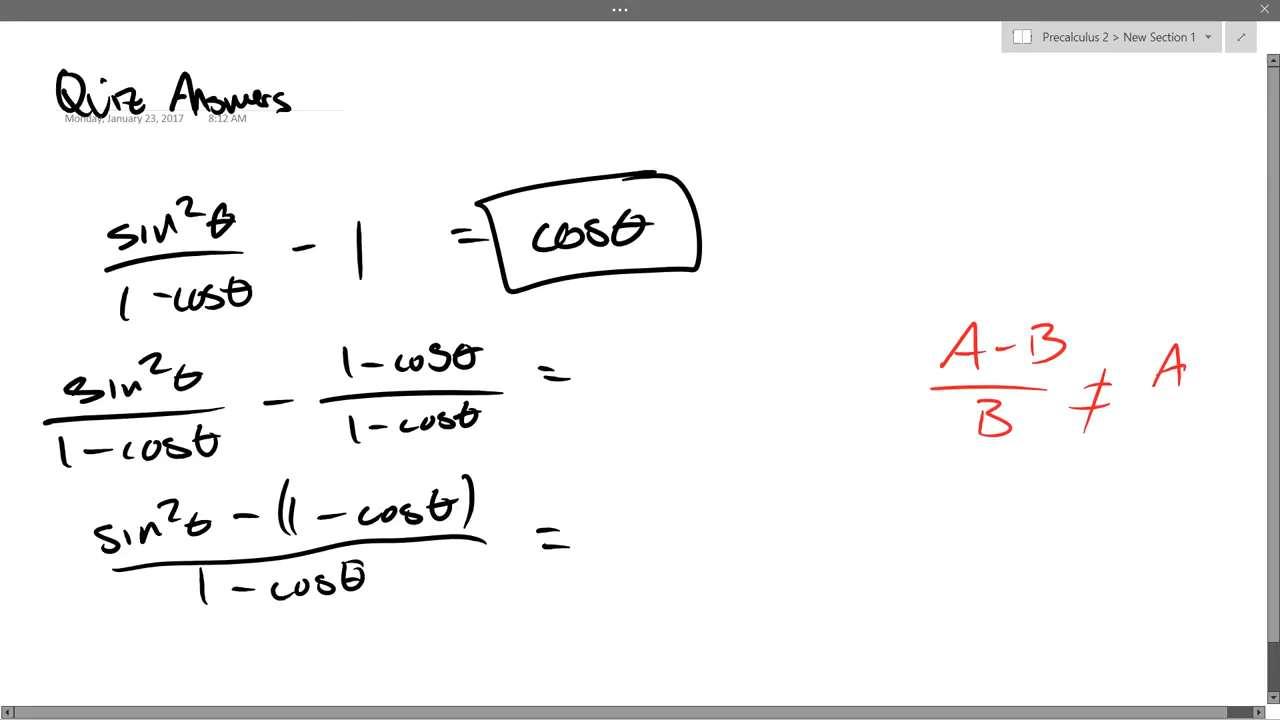 Precalculus 2 > New Section 1
Quiz Answers
Monday, January 23, 2017 8:12 AM
sin²θ / (1 - cosθ) - 1 = cosθ
sin²θ / (1 - cosθ) - (1 - cosθ) / (1 - cosθ) =
(A - B) / B ≠ A
(sin²θ - (1 - cosθ)) / (1 - cosθ) =